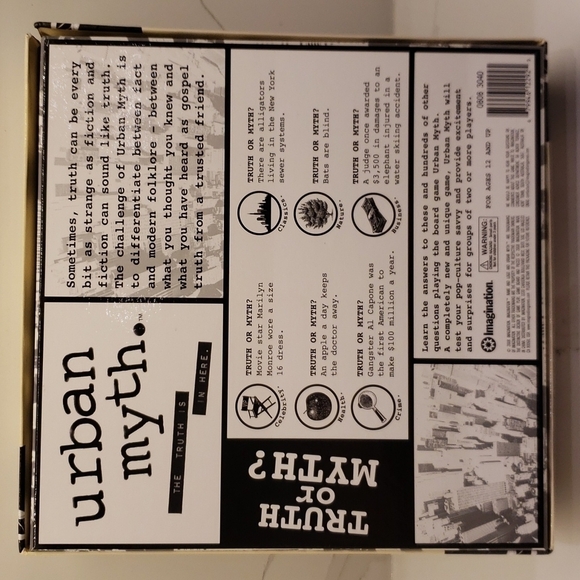 urban
myth.™
THE TRUTH IS
IN HERE.
Sometimes, truth can be every
bit as strange as fiction and
fiction can sound like truth.
The challenge of Urban Myth is
to differentiate between fact
and modern folklore - between
what you thought you knew and
what you have heard as gospel
truth from a trusted friend.
TRUTH
OR
MYTH?
Celebrity.
TRUTH OR MYTH?
Movie star Marilyn
Monroe wore a size
16 dress.
Classics.
TRUTH OR MYTH?
There are alligators
living in the New York
sewer systems.
Health.
TRUTH OR MYTH?
An apple a day keeps
the doctor away.
Nature.
TRUTH OR MYTH?
Bats are blind.
Crime.
TRUTH OR MYTH?
Gangster Al Capone was
the first American to
make $100 million a year.
Business.
TRUTH OR MYTH?
A judge once awarded
$3,500 in damages to an
elephant injured in a
water skiing accident.
Learn the answers to these and hundreds of other
questions playing the board game Urban Myth.
A completely new and unique game, Urban Myth will
test your pop-culture savvy and provide excitement
and surprises for groups of two or more players.
Imagination.
WARNING:
FOR AGES 12 AND UP
0808 3040